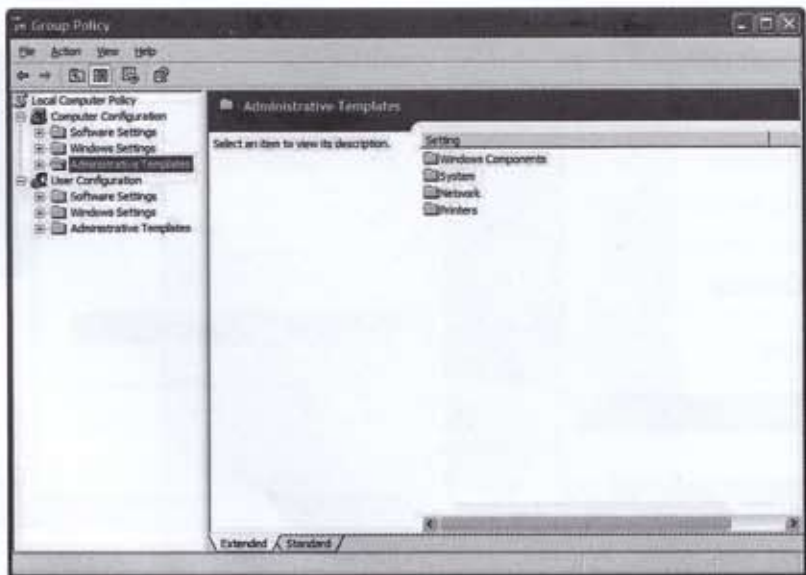 Group Policy
File Action View Help
Local Computer Policy
Computer Configuration
Software Settings
Windows Settings
Administrative Templates
User Configuration
Software Settings
Windows Settings
Administrative Templates
Administrative Templates
Select an item to view its description.
Setting
Windows Components
System
Network
Printers
Extended
Standard